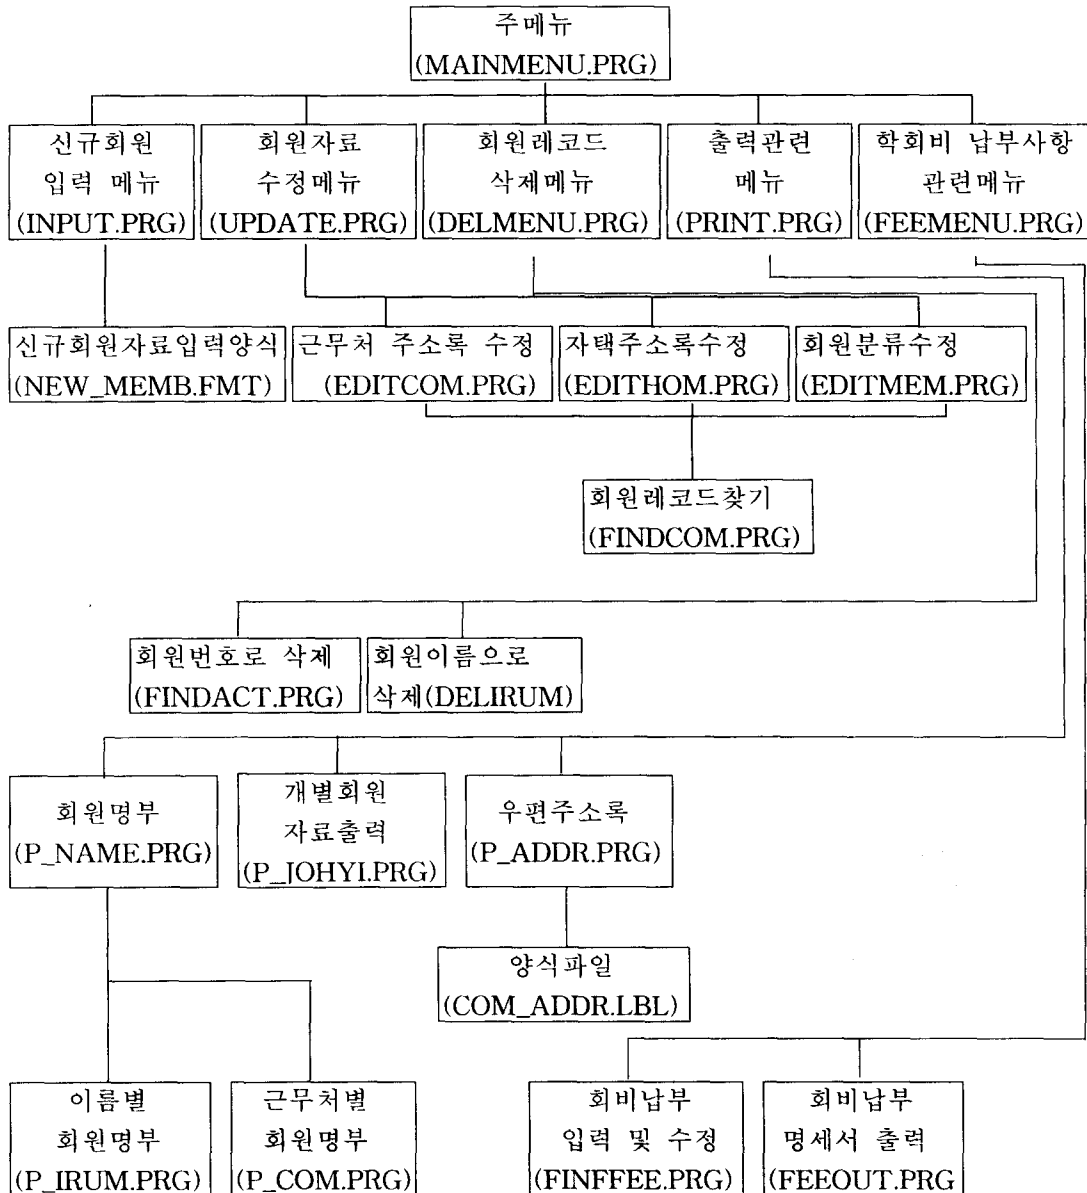 주메뉴
(MAINMENU.PRG)
신규회원
입력 메뉴
(INPUT.PRG)
회원자료
수정메뉴
(UPDATE.PRG)
회원레코드
삭제메뉴
(DELMENU.PRG)
출력관련
메뉴
(PRINT.PRG)
학회비 납부사항
관련메뉴
(FEEMENU.PRG)
신규회원자료입력양식
(NEW_MEMB.FMT)
근무처 주소록 수정
(EDITCOM.PRG)
자택주소록수정
(EDITHOM.PRG)
회원분류수정
(EDITMEM.PRG)
회원레코드찾기
(FINDCOM.PRG)
회원번호로 삭제
(FINDACT.PRG)
회원이름으로
삭제(DELIRUM)
회원명부
(P_NAME.PRG)
개별회원
자료출력
(P_JOHYI.PRG)
우편주소록
(P_ADDR.PRG)
양식파일
(COM_ADDR.LBL)
이름별
회원명부
(P_IRUM.PRG)
근무처별
회원명부
(P_COM.PRG)
회비납부
입력 및 수정
(FINFFEE.PRG)
회비납부
명세서 출력
(FEEOUT.PRG